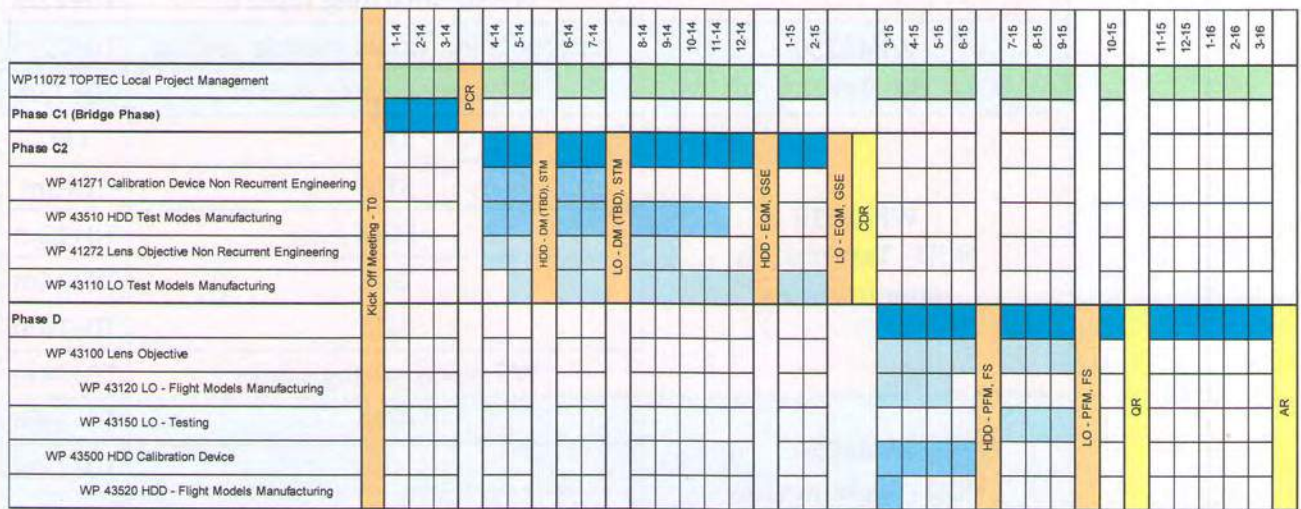 1-14 2-14 3-14 4-14 5-14 6-14 7-14 8-14 9-14 10-14 11-14 12-14 1-15 2-15 3-15 4-15 5-15 6-15 7-15 8-15 9-15 10-15 11-15 12-15 1-16 2-16 3-16
WP11072 TOPTEC Local Project Management
Phase C1 (Bridge Phase)
Phase C2
WP 41271 Calibration Device Non Recurrent Engineering
WP 43510 HDD Test Modes Manufacturing
WP 41272 Lens Objective Non Recurrent Engineering
WP 43110 LO Test Models Manufacturing
Phase D
WP 43100 Lens Objective
WP 43120 LO - Flight Models Manufacturing
WP 43150 LO - Testing
WP 43500 HDD Calibration Device
WP 43520 HDD - Flight Models Manufacturing
Kick Off Meeting - T0
PCR
HDD - DM (TBD), STM
LO - DM (TBD), STM
HDD - EQM, GSE
LO - EQM, GSE
CDR
HDD - PFM, FS
LO - PFM, FS
QR
AR